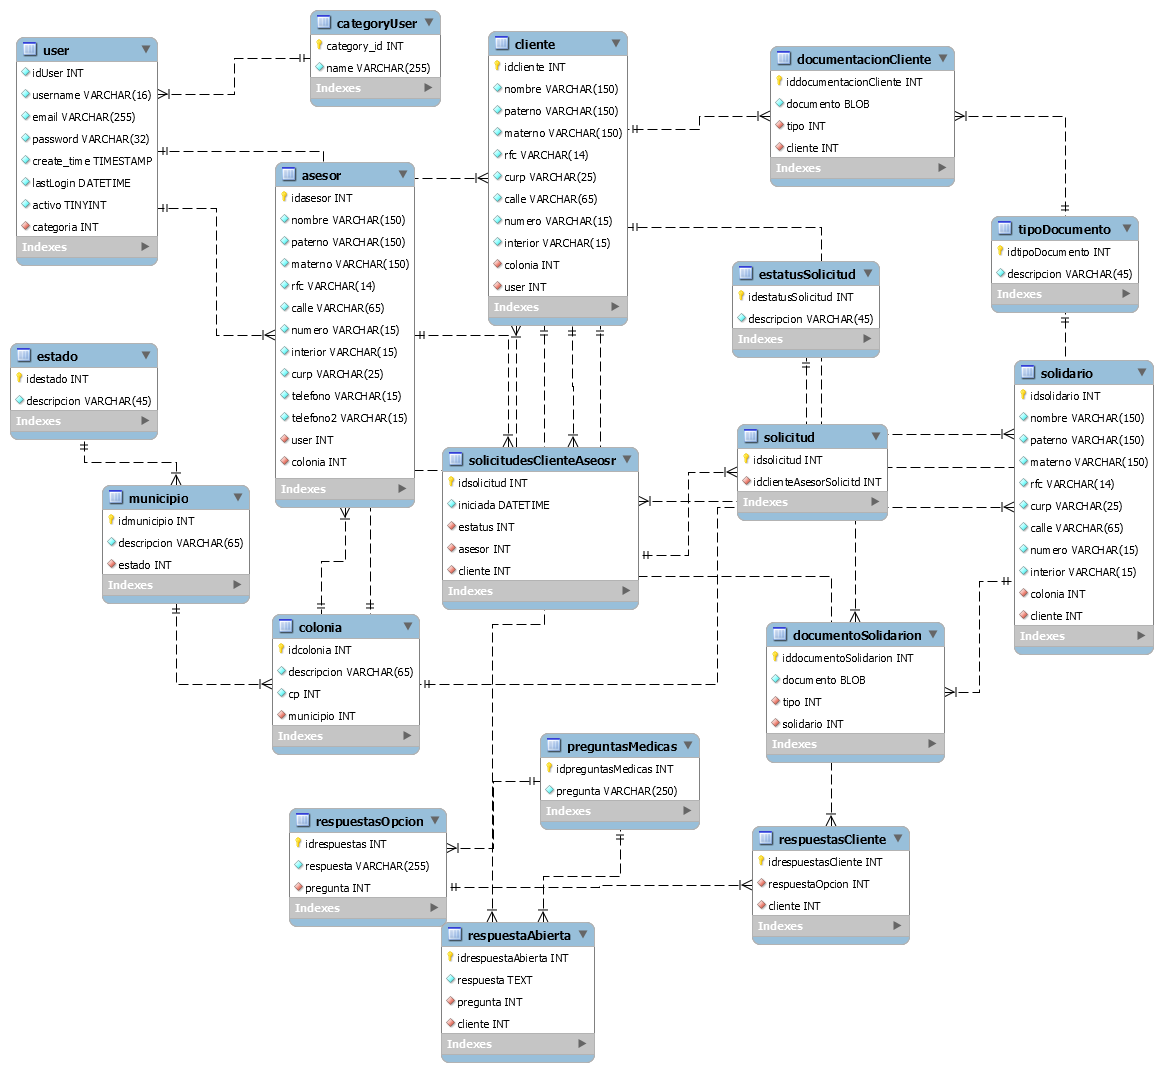 categoryUser
category_id INT
name VARCHAR(255)
Indexes
user
idUser INT
username VARCHAR(16)
email VARCHAR(255)
password VARCHAR(32)
create_time TIMESTAMP
lastLogin DATETIME
activo TINYINT
categoria INT
Indexes
cliente
idcliente INT
nombre VARCHAR(150)
paterno VARCHAR(150)
materno VARCHAR(150)
rfc VARCHAR(14)
curp VARCHAR(25)
calle VARCHAR(65)
numero VARCHAR(15)
interior VARCHAR(15)
colonia INT
user INT
Indexes
documentacionCliente
iddocumentacionCliente INT
documento BLOB
tipo INT
cliente INT
Indexes
asesor
idasesor INT
nombre VARCHAR(150)
paterno VARCHAR(150)
materno VARCHAR(150)
rfc VARCHAR(14)
calle VARCHAR(65)
numero VARCHAR(15)
interior VARCHAR(15)
curp VARCHAR(25)
telefono VARCHAR(15)
telefono2 VARCHAR(15)
user INT
colonia INT
Indexes
tipoDocumento
idtipoDocumento INT
descripcion VARCHAR(45)
Indexes
estatusSolicitud
idestatusSolicitud INT
descripcion VARCHAR(45)
Indexes
estado
idestado INT
descripcion VARCHAR(45)
Indexes
solidario
idsolidario INT
nombre VARCHAR(150)
paterno VARCHAR(150)
materno VARCHAR(150)
rfc VARCHAR(14)
curp VARCHAR(25)
calle VARCHAR(65)
numero VARCHAR(15)
interior VARCHAR(15)
colonia INT
cliente INT
Indexes
solicitud
idsolicitud INT
idclienteAsesorSolicitd INT
Indexes
solicitudesClienteAseosr
idsolicitud INT
iniciada DATETIME
estatus INT
asesor INT
cliente INT
Indexes
municipio
idmunicipio INT
descripcion VARCHAR(65)
estado INT
Indexes
colonia
idcolonia INT
descripcion VARCHAR(65)
cp INT
municipio INT
Indexes
documentoSolidarion
iddocumentoSolidarion INT
documento BLOB
tipo INT
solidario INT
Indexes
preguntasMedicas
idpreguntasMedicas INT
pregunta VARCHAR(250)
Indexes
respuestasOpcion
idrespuestas INT
respuesta VARCHAR(255)
pregunta INT
Indexes
respuestasCliente
idrespuestasCliente INT
respuestaOpcion INT
cliente INT
Indexes
respuestaAbierta
idrespuestaAbierta INT
respuesta TEXT
pregunta INT
cliente INT
Indexes